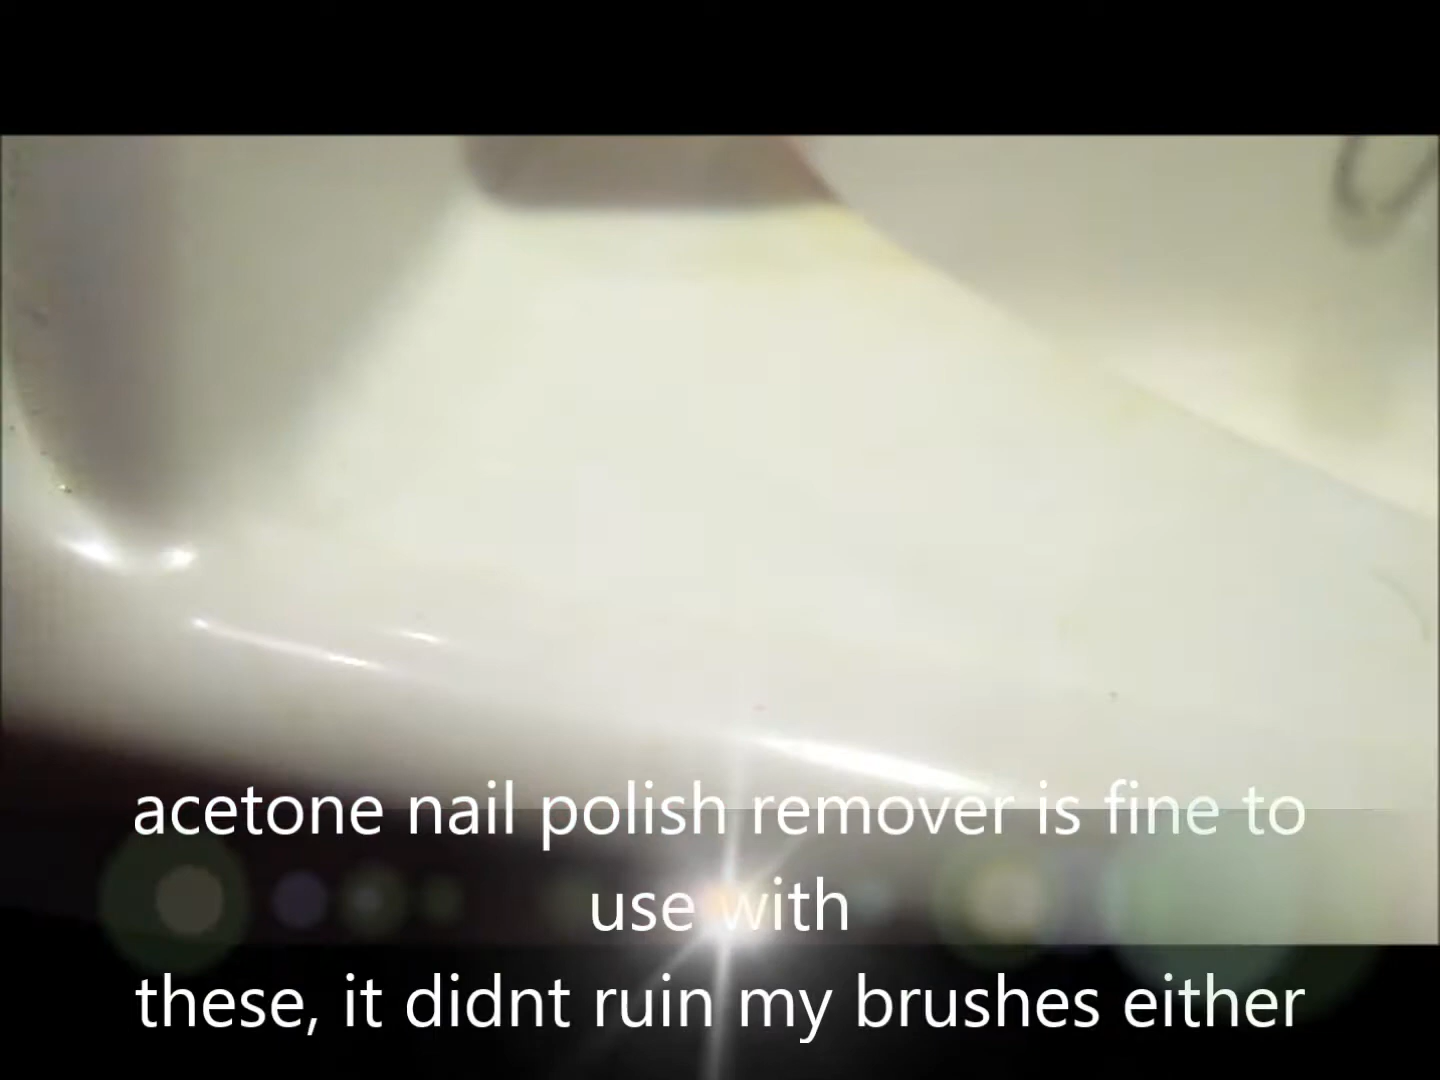 acetone nail polish remover is fine to
use with
these, it didnt ruin my brushes either